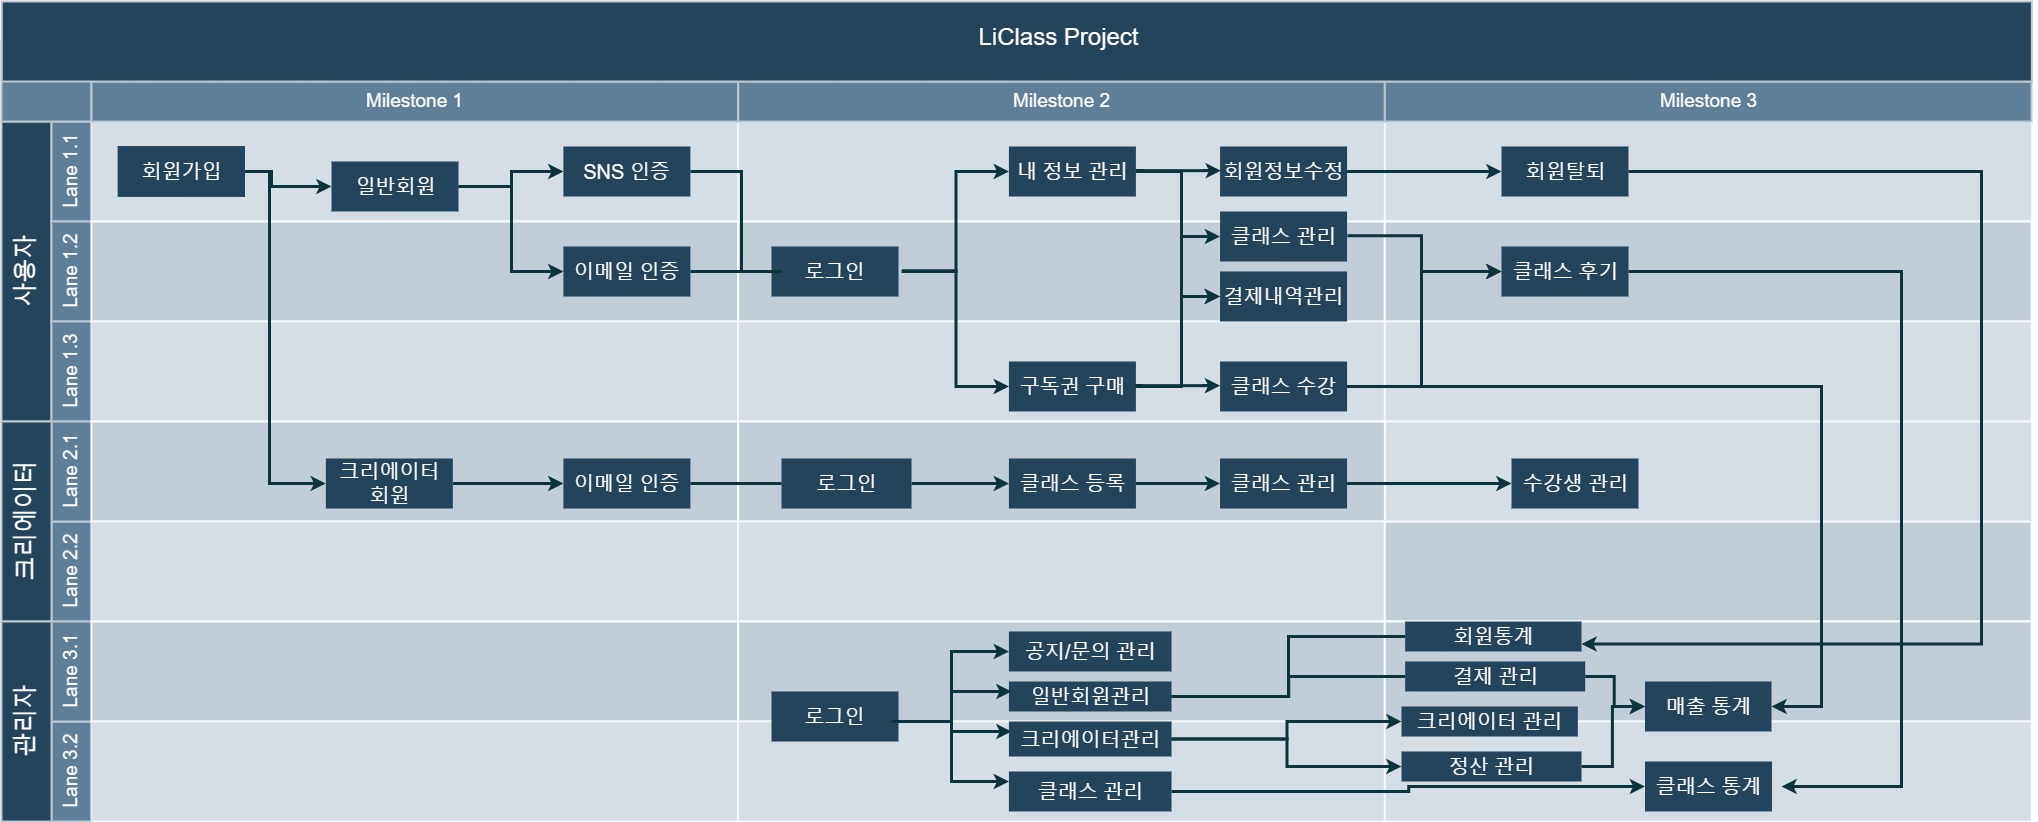 LiClass Project
Milestone 1
Milestone 2
Milestone 3
사용자
Lane 1.1
회원가입
일반회원
SNS 인증
내 정보 관리
회원정보수정
회원탈퇴
Lane 1.2
이메일 인증
로그인
클래스 관리
결제내역관리
클래스 후기
Lane 1.3
구독권 구매
클래스 수강
크리에이터
Lane 2.1
크리에이터
회원
이메일 인증
로그인
클래스 등록
클래스 관리
수강생 관리
Lane 2.2
관리자
Lane 3.1
로그인
공지/문의 관리
일반회원관리
회원통계
결제 관리
매출 통계
Lane 3.2
크리에이터관리
클래스 관리
크리에이터 관리
정산 관리
클래스 통계